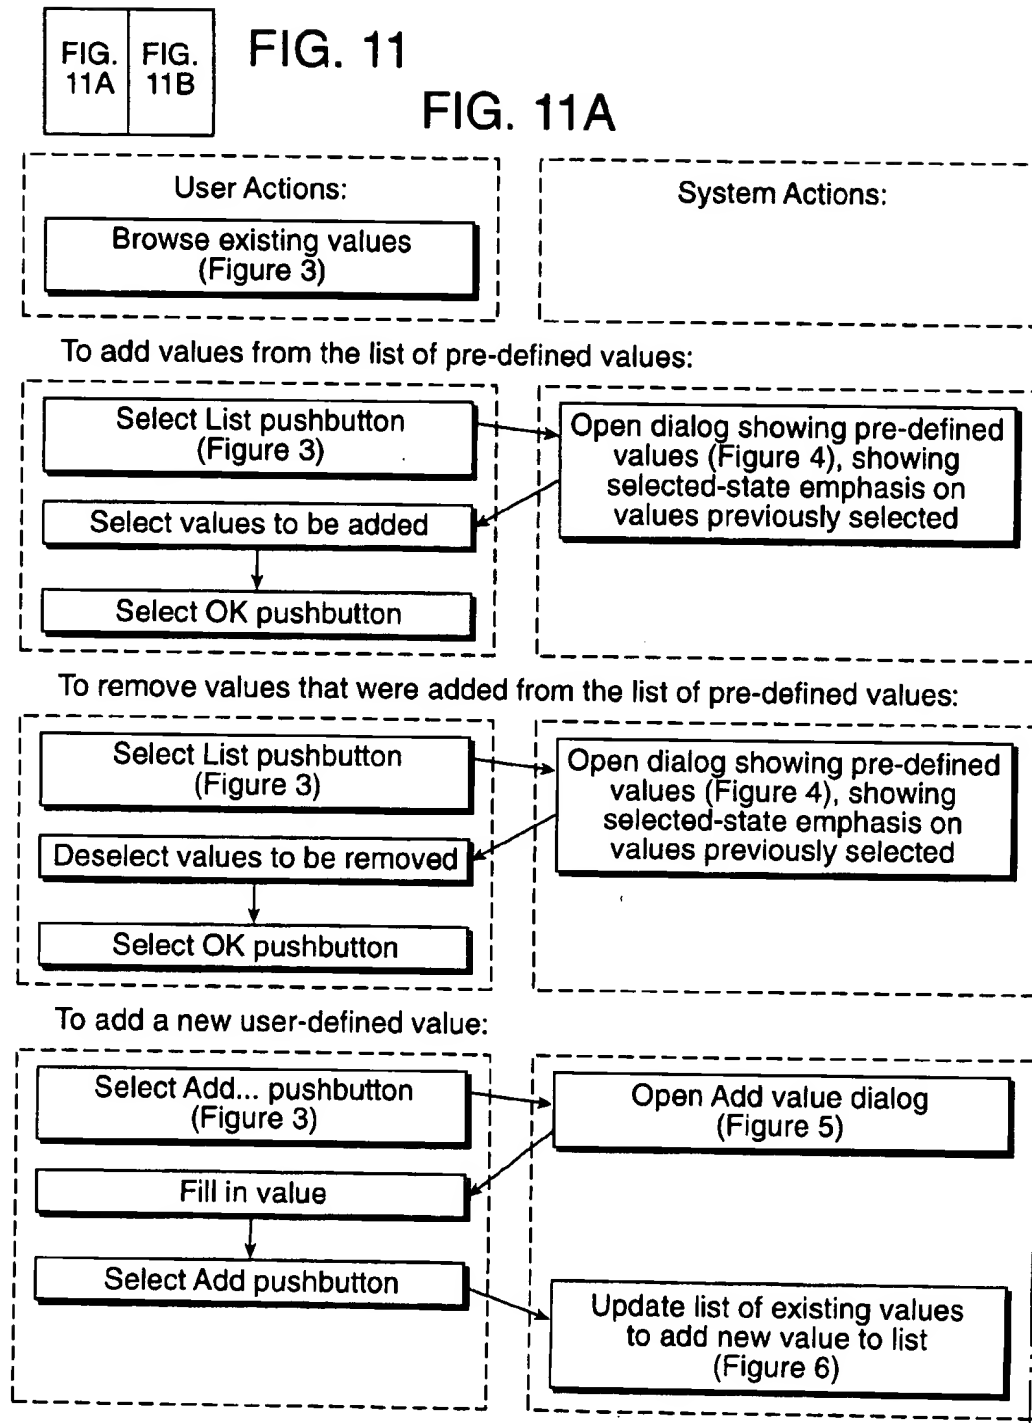 FIG. 11A
FIG. 11B
FIG. 11
FIG. 11A
User Actions:
System Actions:
Browse existing values
(Figure 3)
To add values from the list of pre-defined values:
Select List pushbutton
(Figure 3)
Open dialog showing pre-defined
values (Figure 4), showing
selected-state emphasis on
values previously selected
Select values to be added
Select OK pushbutton
To remove values that were added from the list of pre-defined values:
Select List pushbutton
(Figure 3)
Open dialog showing pre-defined
values (Figure 4), showing
selected-state emphasis on
values previously selected
Deselect values to be removed
Select OK pushbutton
To add a new user-defined value:
Select Add... pushbutton
(Figure 3)
Open Add value dialog
(Figure 5)
Fill in value
Select Add pushbutton
Update list of existing values
to add new value to list
(Figure 6)